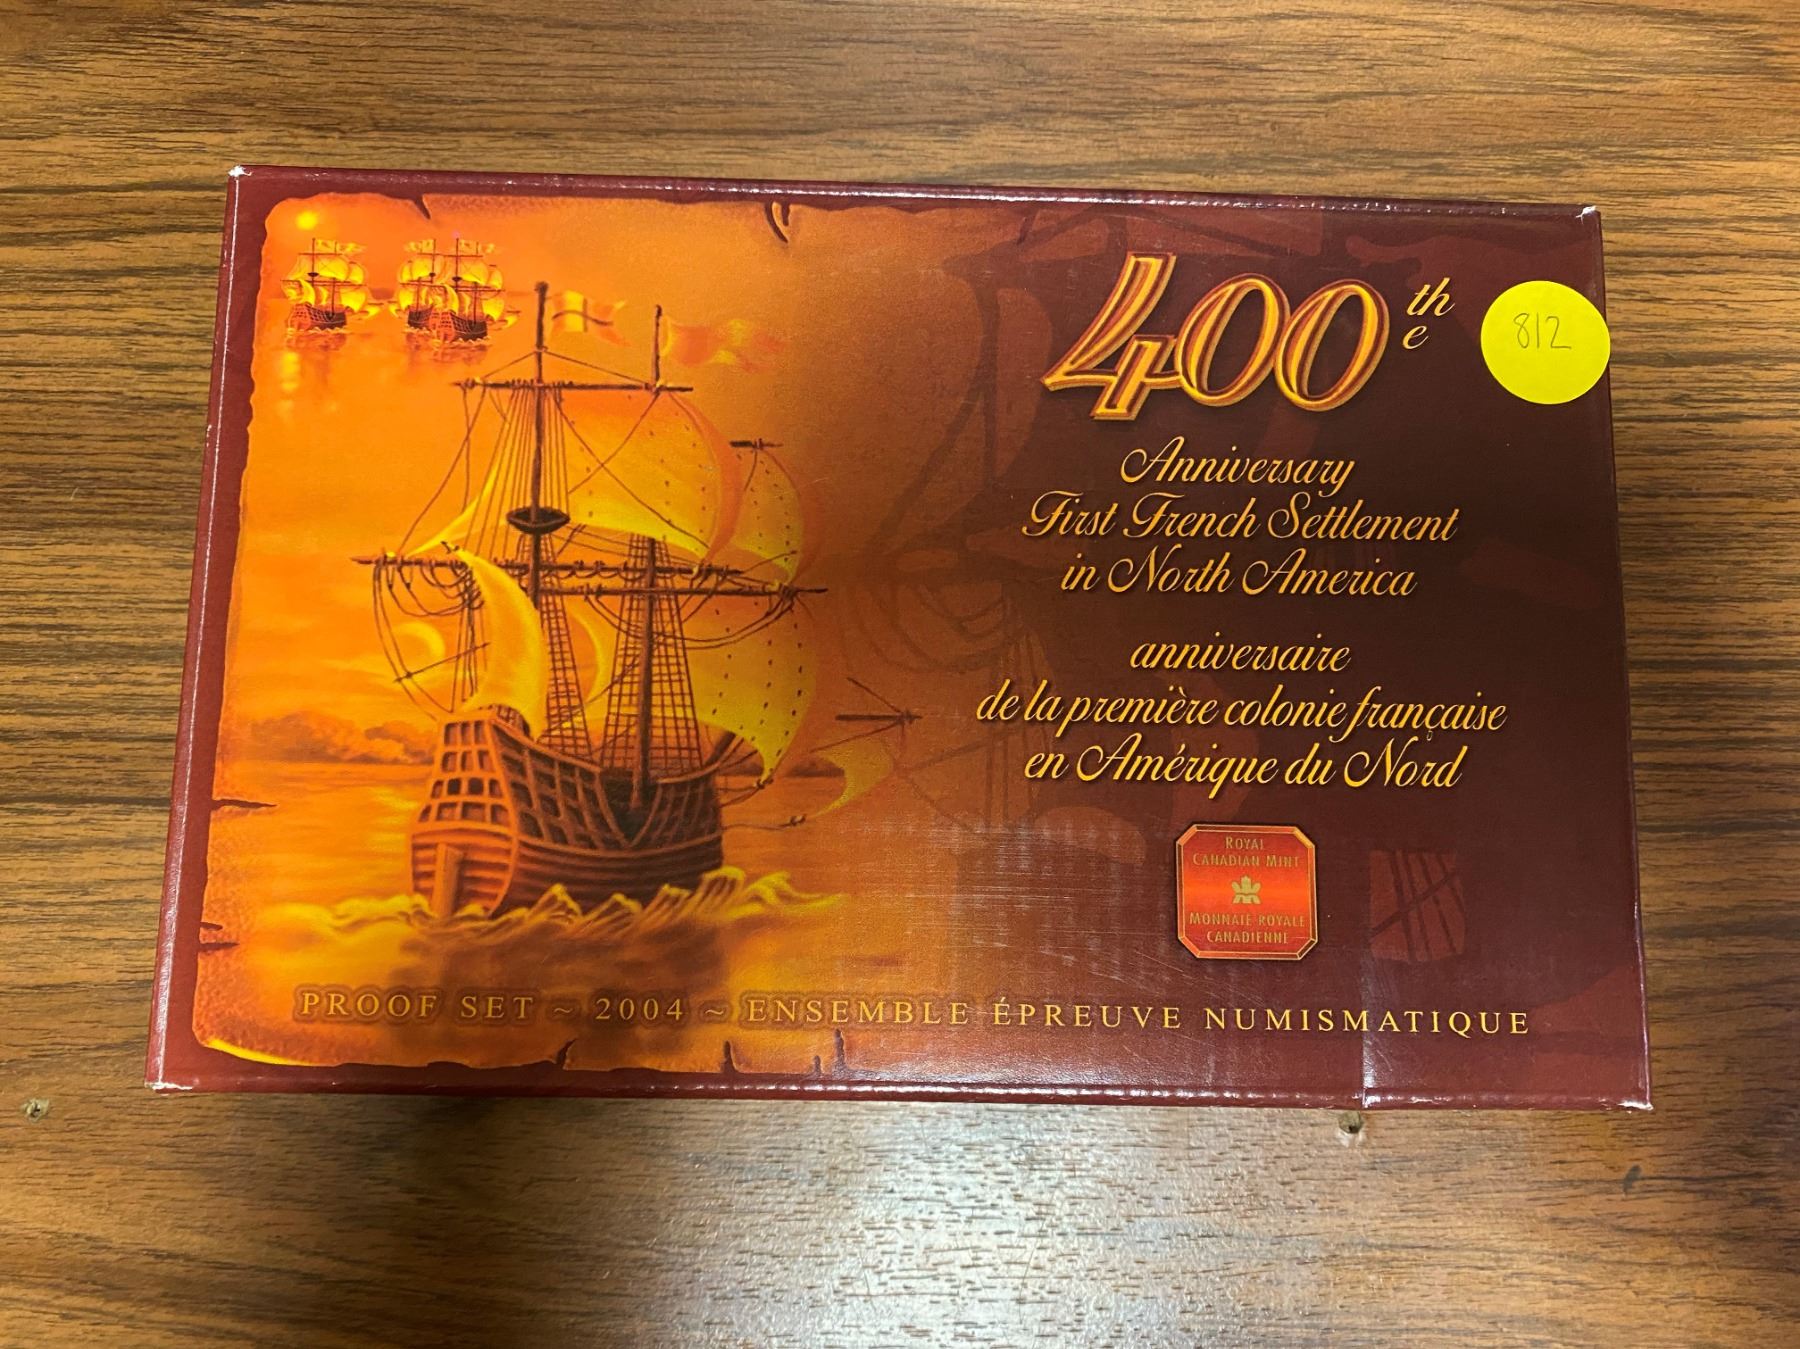 400th
e
812
Anniversary
First French Settlement
in North America
anniversaire
de la première colonie française
en Amérique du Nord
ROYAL
CANADIAN MINT
MONNAIE ROYALE
CANADIENNE
PROOF SET ~ 2004 ~ ENSEMBLE ÉPREUVE NUMISMATIQUE